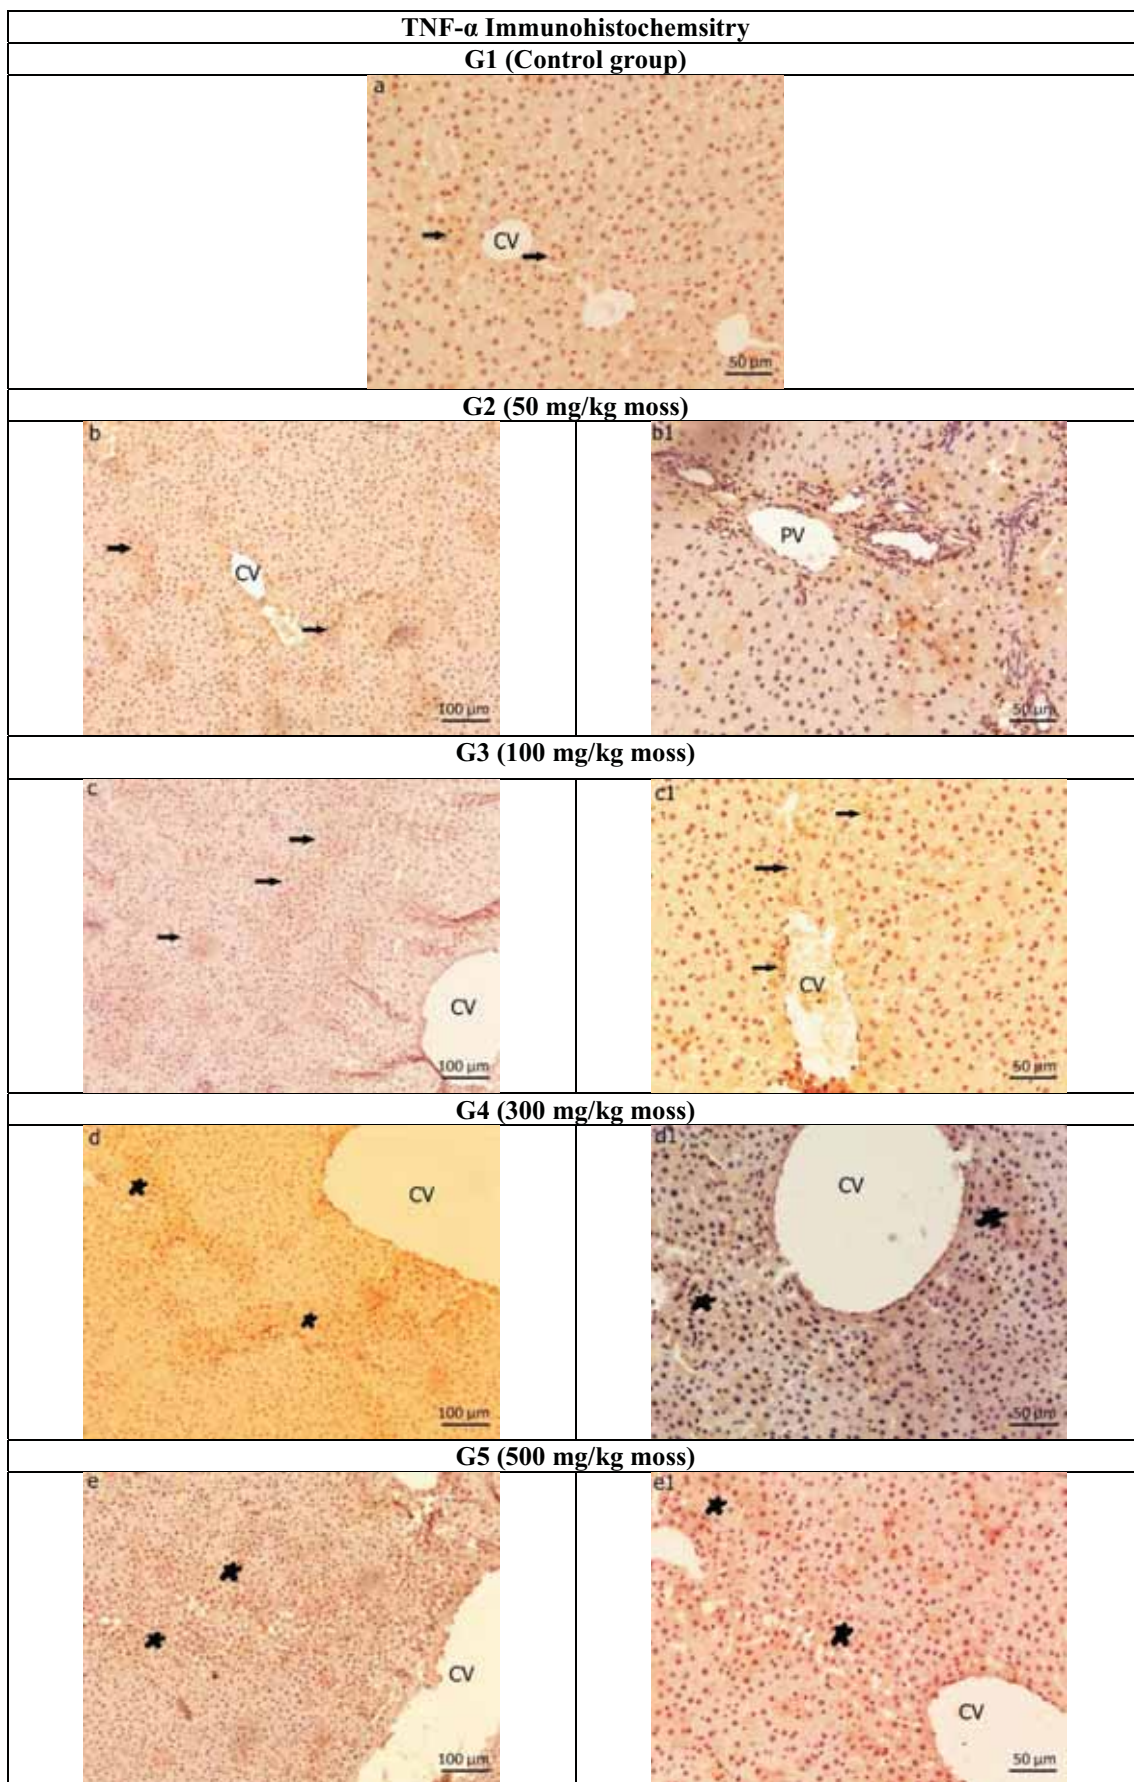 TNF-α Immunohistochemsitry
G1 (Control group)
a
CV
50 µm
G2 (50 mg/kg moss)
b
CV
100 µm
b1
PV
50 µm
G3 (100 mg/kg moss)
c
CV
100 µm
c1
CV
50 µm
G4 (300 mg/kg moss)
d
CV
100 µm
d1
CV
50 µm
G5 (500 mg/kg moss)
e
CV
100 µm
e1
CV
50 µm